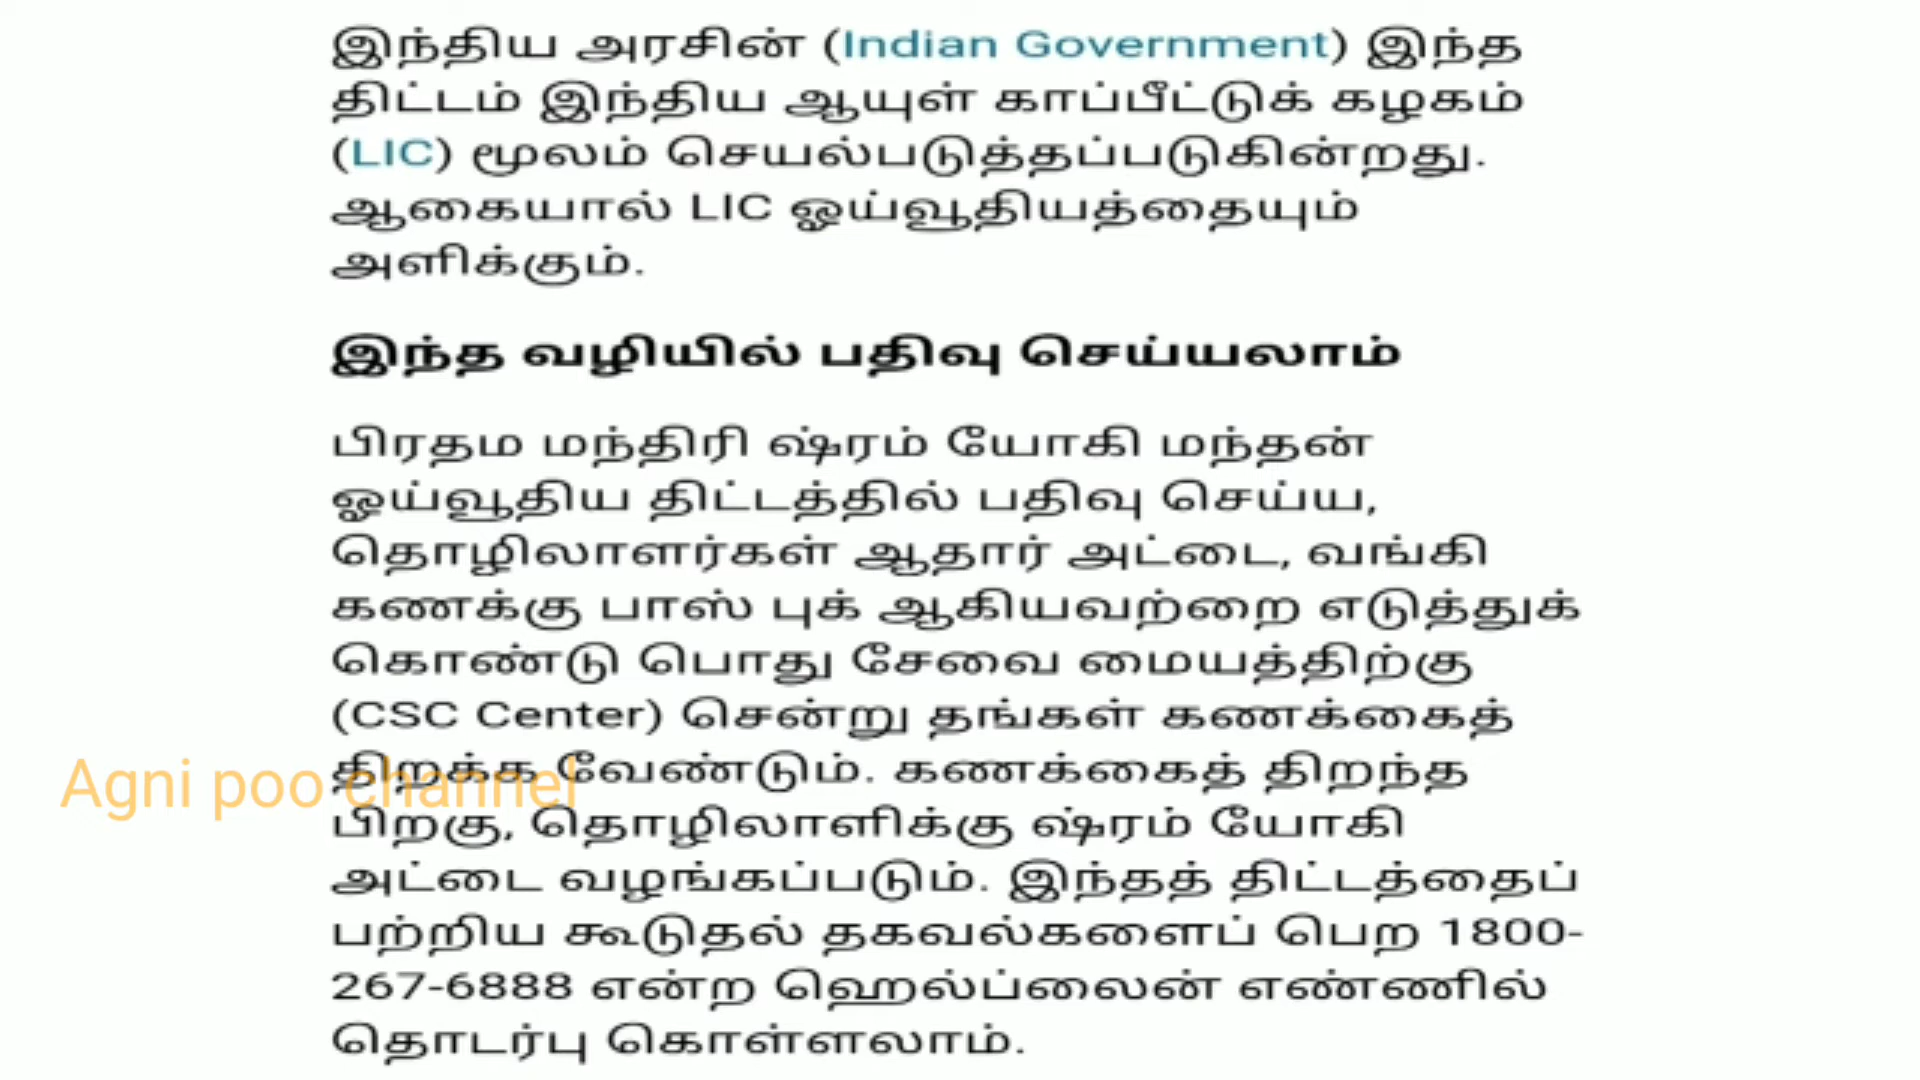 இந்திய அரசின் (Indian Government) இந்த
திட்டம் இந்திய ஆயுள் காப்பீட்டுக் கழகம்
(LIC) மூலம் செயல்படுத்தப்படுகின்றது.
ஆகையால் LIC ஓய்வூதியத்தையும்
அளிக்கும்.
இந்த வழியில் பதிவு செய்யலாம்
பிரதம மந்திரி ஷ்ரம் யோகி மந்தன்
ஓய்வூதிய திட்டத்தில் பதிவு செய்ய,
தொழிலாளர்கள் ஆதார் அட்டை, வங்கி
கணக்கு பாஸ் புக் ஆகியவற்றை எடுத்துக்
கொண்டு பொது சேவை மையத்திற்கு
(CSC Center) சென்று தங்கள் கணக்கைத்
திறக்க வேண்டும். கணக்கைத் திறந்த
Agni poo channel
பிறகு, தொழிலாளிக்கு ஷ்ரம் யோகி
அட்டை வழங்கப்படும். இந்தத் திட்டத்தைப்
பற்றிய கூடுதல் தகவல்களைப் பெற 1800-
267-6888 என்ற ஹெல்ப்லைன் எண்ணில்
தொடர்பு கொள்ளலாம்.